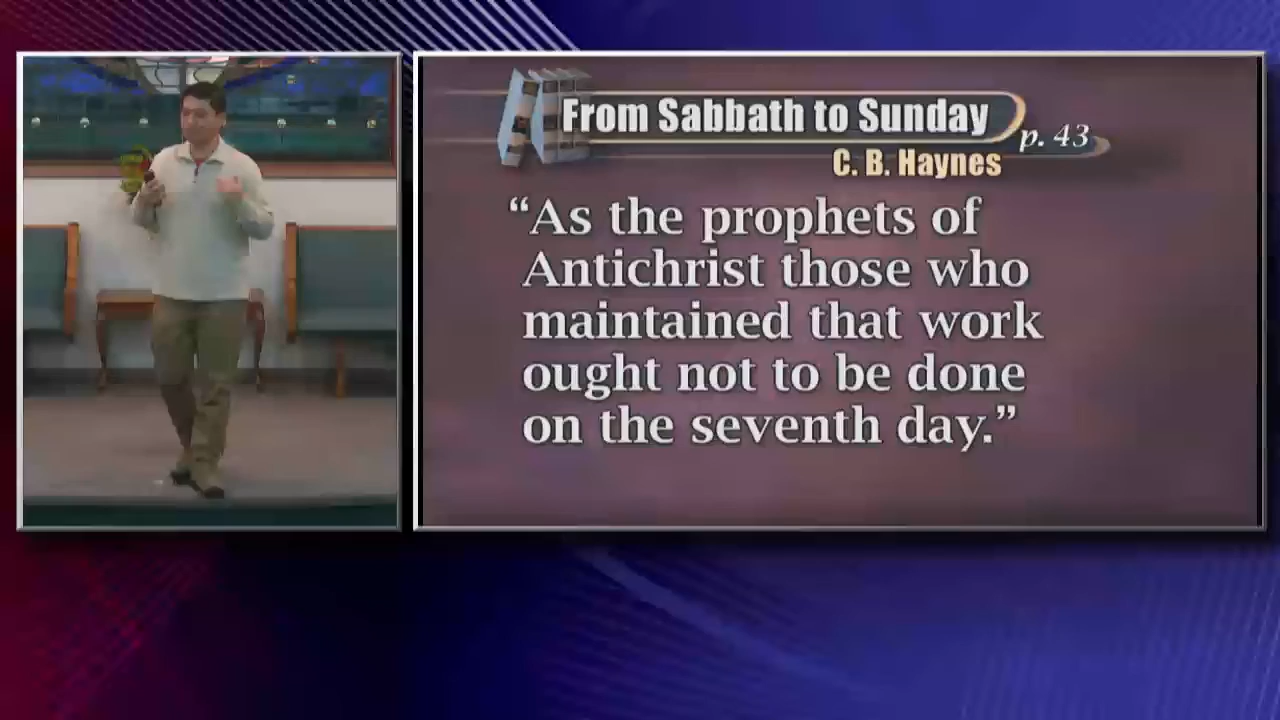 From Sabbath to Sunday
p. 43
C. B. Haynes
“As the prophets of
Antichrist those who
maintained that work
ought not to be done
on the seventh day.”